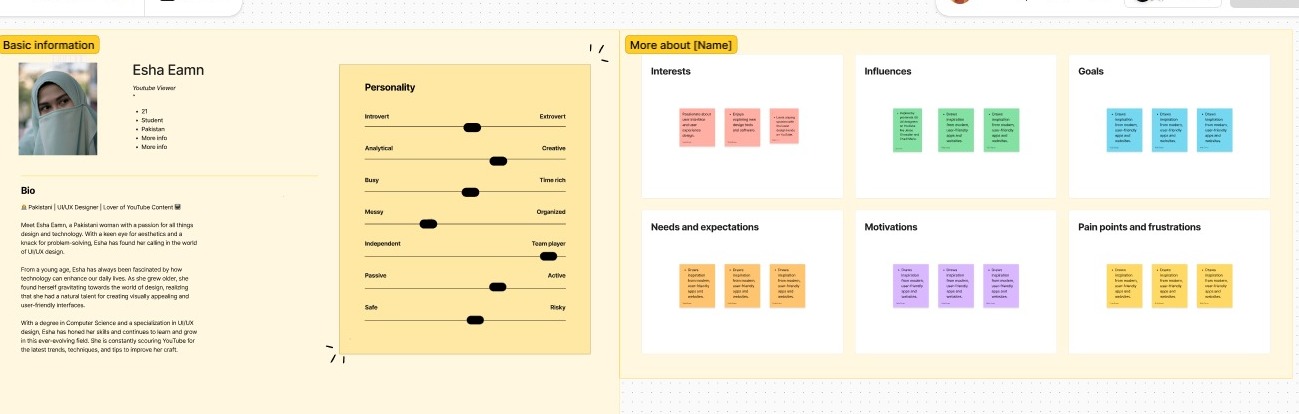 Basic information
Esha Eamn
Youtube Viewer
• 21
• Student
• Pakistan
• More info
• More info
Bio
Pakistani | UI/UX Designer | Lover of YouTube Content
Meet Esha Eamn, a Pakistani woman with a passion for all things
design and technology. With a keen eye for aesthetics and a
knack for problem-solving, Esha has found her calling in the world
of UI/UX design.
From a young age, Esha has always been fascinated by how
technology can enhance our daily lives. As she grew older, she
found herself gravitating towards the world of design, realizing
that she had a natural talent for creating visually appealing and
user-friendly interfaces.
With a degree in Computer Science and a specialization in UI/UX
design, Esha has honed her skills and continues to learn and grow
in this ever-evolving field. She is constantly scouring YouTube for
the latest trends, techniques, and tips to improve her craft.
Personality
Introvert Extrovert
Analytical Creative
Busy Time rich
Messy Organized
Independent Team player
Passive Active
Safe Risky
More about [Name]
Interests
Passionate about
user interface
and user
experience
design.
• Enjoys
exploring new
design tools
and software.
Influences
• Draws
inspiration
from modern,
user-friendly
apps and
websites.
• Draws
inspiration
from modern,
user-friendly
apps and
websites.
Goals
• Draws
inspiration
from modern,
user-friendly
apps and
websites.
• Draws
inspiration
from modern,
user-friendly
apps and
websites.
• Draws
inspiration
from modern,
user-friendly
apps and
websites.
Needs and expectations
• Draws
inspiration
from modern,
user-friendly
apps and
websites.
• Draws
inspiration
from modern,
user-friendly
apps and
websites.
• Draws
inspiration
from modern,
user-friendly
apps and
websites.
Motivations
• Draws
inspiration
from modern,
user-friendly
apps and
websites.
• Draws
inspiration
from modern,
user-friendly
apps and
websites.
• Draws
inspiration
from modern,
user-friendly
apps and
websites.
Pain points and frustrations
• Draws
inspiration
from modern,
user-friendly
apps and
websites.
• Draws
inspiration
from modern,
user-friendly
apps and
websites.
• Draws
inspiration
from modern,
user-friendly
apps and
websites.